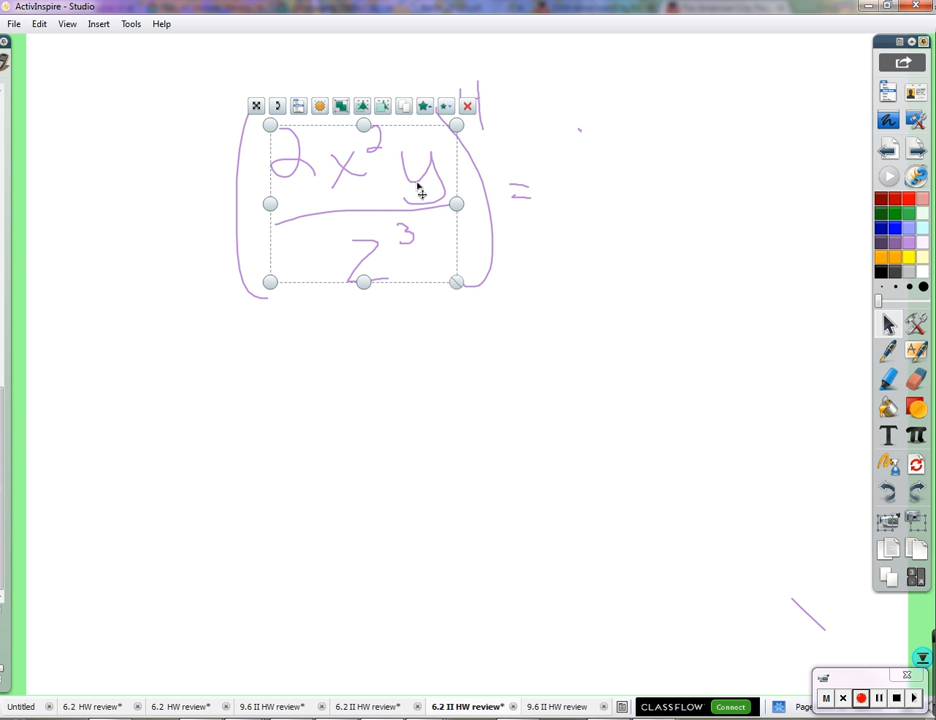 ActivInspire - Studio
File Edit View Insert Tools Help
(2x²y / z³)⁴ =
Untitled 6.2 HW review* 6.2 HW review* 9.6 II HW review* 6.2 II HW review* 6.2 II HW review* 9.6 II HW review CLASSFLOW Connect Page
M